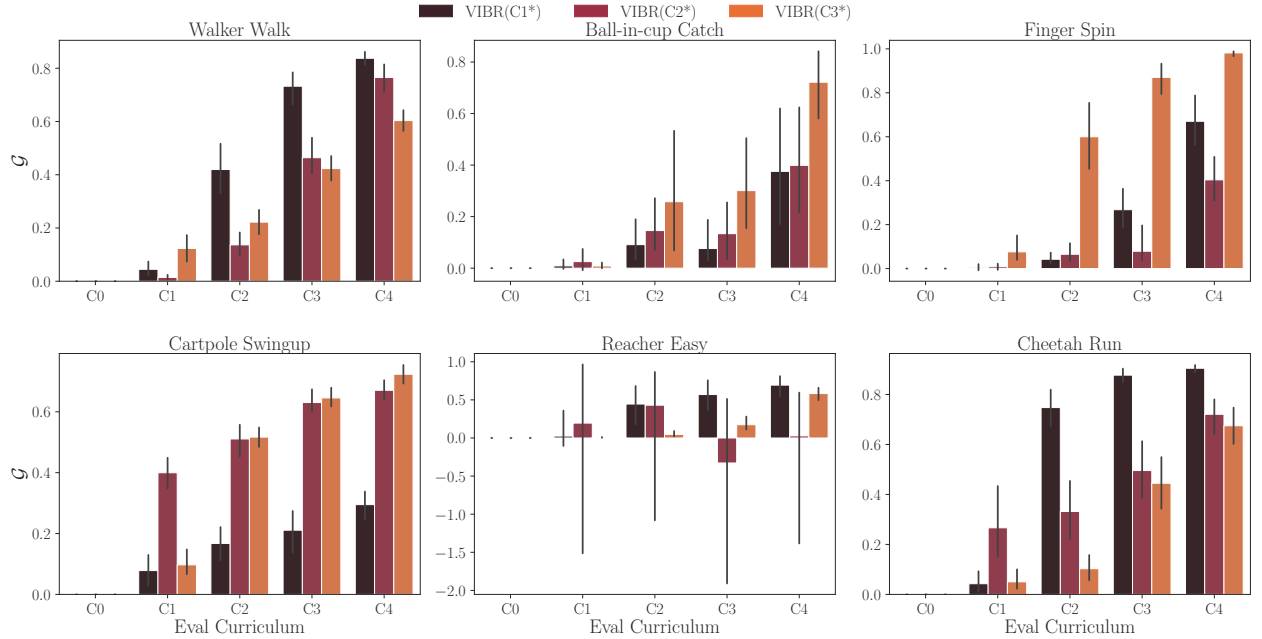 VIBR(C1*) VIBR(C2*) VIBR(C3*)
Walker Walk
0.8
0.6
0.4
0.2
0.0
𝒢
C0 C1 C2 C3 C4
Ball-in-cup Catch
0.8
0.6
0.4
0.2
0.0
C0 C1 C2 C3 C4
Finger Spin
1.0
0.8
0.6
0.4
0.2
0.0
C0 C1 C2 C3 C4
Cartpole Swingup
0.6
0.4
0.2
0.0
𝒢
C0 C1 C2 C3 C4
Eval Curriculum
Reacher Easy
1.0
0.5
0.0
−0.5
−1.0
−1.5
−2.0
C0 C1 C2 C3 C4
Eval Curriculum
Cheetah Run
0.8
0.6
0.4
0.2
0.0
C0 C1 C2 C3 C4
Eval Curriculum